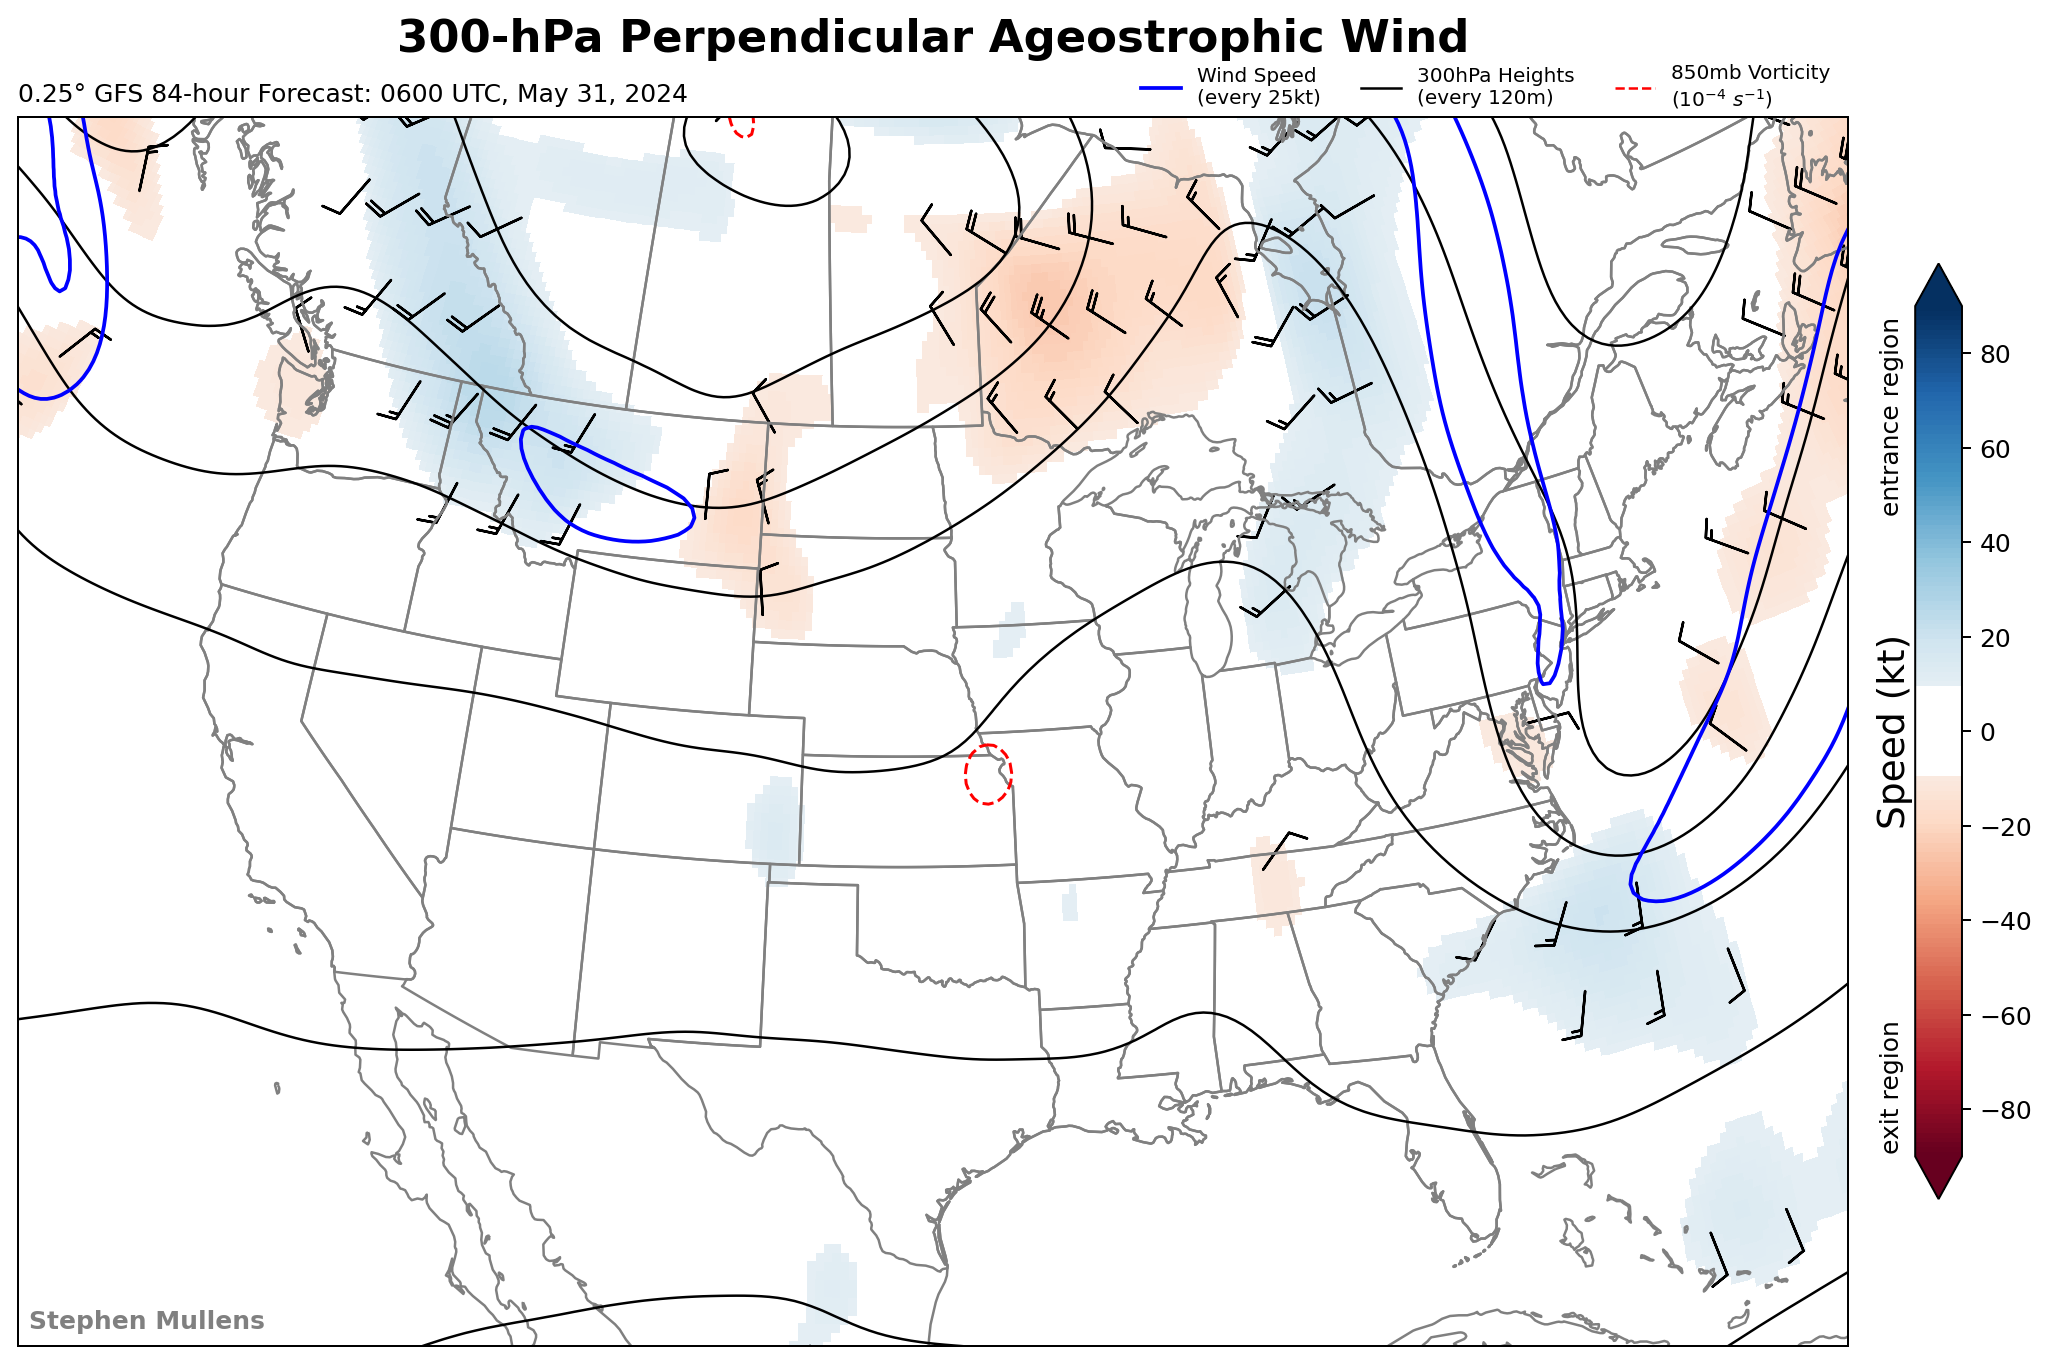 300-hPa Perpendicular Ageostrophic Wind
0.25° GFS 84-hour Forecast: 0600 UTC, May 31, 2024
Wind Speed
(every 25kt)
300hPa Heights
(every 120m)
850mb Vorticity
(10⁻⁴ s⁻¹)
entrance region
Speed (kt)
exit region
80
60
40
20
0
−20
−40
−60
−80
Stephen Mullens